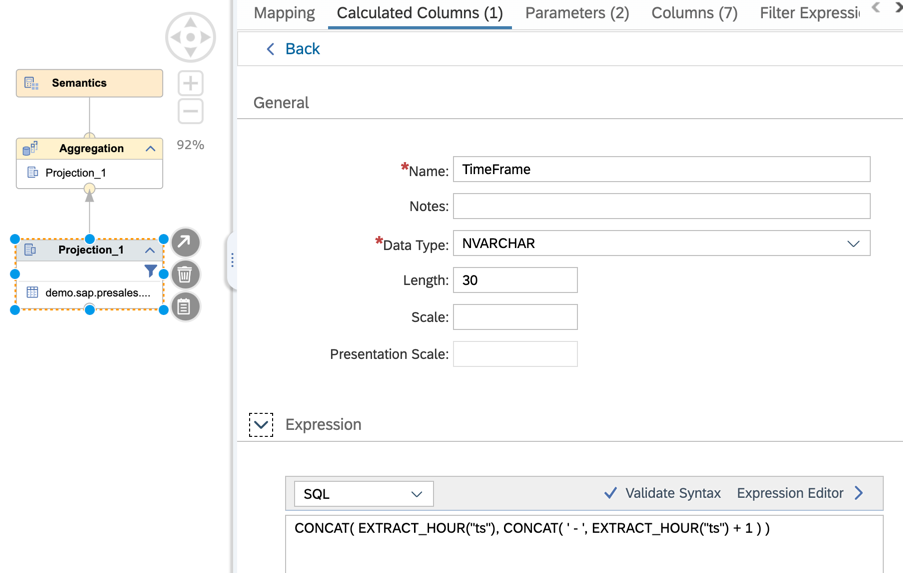 Mapping Calculated Columns (1) Parameters (2) Columns (7) Filter Expressi
Back
Semantics
Aggregation
Projection_1
92%
Projection_1
demo.sap.presales....
General
*Name: TimeFrame
Notes:
*Data Type: NVARCHAR
Length: 30
Scale:
Presentation Scale:
Expression
SQL Validate Syntax Expression Editor
CONCAT( EXTRACT_HOUR("ts"), CONCAT( ' - ', EXTRACT_HOUR("ts") + 1 ) )